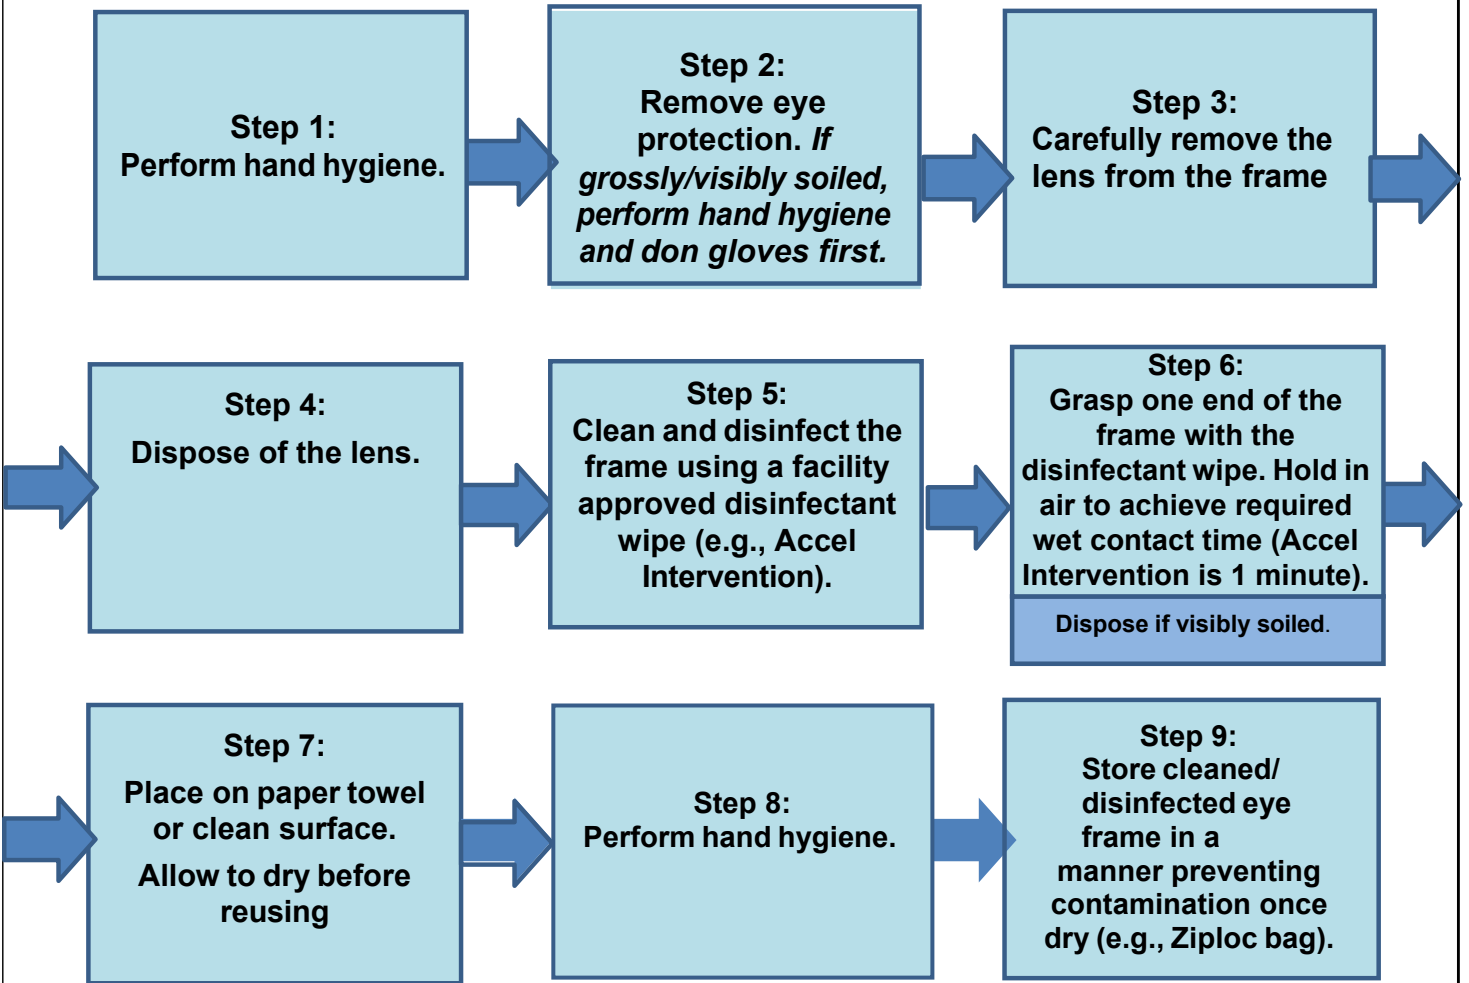 Step 1:
Perform hand hygiene.
Step 2:
Remove eye
protection. If
grossly/visibly soiled,
perform hand hygiene
and don gloves first.
Step 3:
Carefully remove the
lens from the frame
Step 4:
Dispose of the lens.
Step 5:
Clean and disinfect the
frame using a facility
approved disinfectant
wipe (e.g., Accel
Intervention).
Step 6:
Grasp one end of the
frame with the
disinfectant wipe. Hold in
air to achieve required
wet contact time (Accel
Intervention is 1 minute).
Dispose if visibly soiled.
Step 7:
Place on paper towel
or clean surface.
Allow to dry before
reusing
Step 8:
Perform hand hygiene.
Step 9:
Store cleaned/
disinfected eye
frame in a
manner preventing
contamination once
dry (e.g., Ziploc bag).